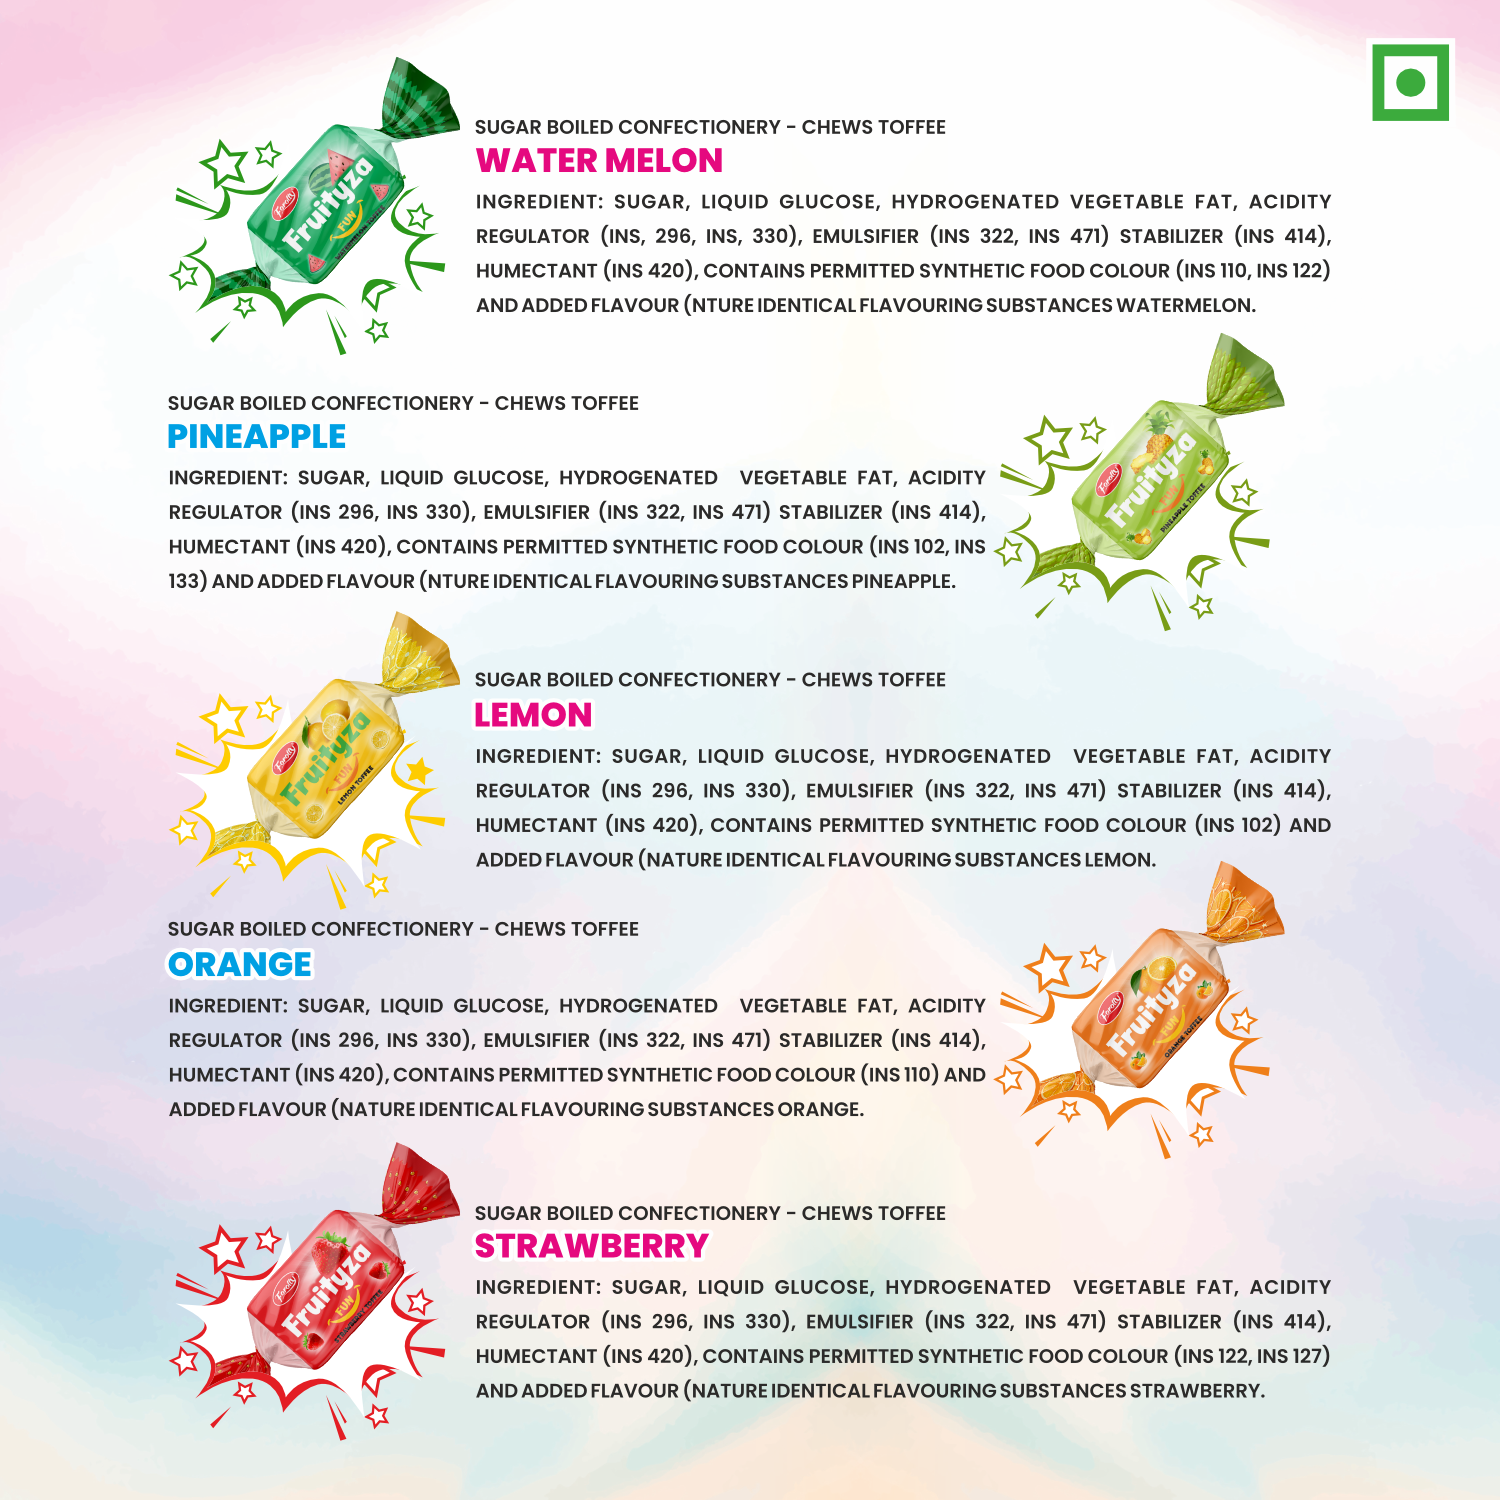 SUGAR BOILED CONFECTIONERY - CHEWS TOFFEE
WATER MELON
INGREDIENT: SUGAR, LIQUID GLUCOSE, HYDROGENATED VEGETABLE FAT, ACIDITY
REGULATOR (INS, 296, INS, 330), EMULSIFIER (INS 322, INS 471) STABILIZER (INS 414),
HUMECTANT (INS 420), CONTAINS PERMITTED SYNTHETIC FOOD COLOUR (INS 110, INS 122)
AND ADDED FLAVOUR (NTURE IDENTICAL FLAVOURING SUBSTANCES WATERMELON.
Fruityza
FUN
WATERMELON TOFFEE
SUGAR BOILED CONFECTIONERY - CHEWS TOFFEE
PINEAPPLE
INGREDIENT: SUGAR, LIQUID GLUCOSE, HYDROGENATED VEGETABLE FAT, ACIDITY
REGULATOR (INS 296, INS 330), EMULSIFIER (INS 322, INS 471) STABILIZER (INS 414),
HUMECTANT (INS 420), CONTAINS PERMITTED SYNTHETIC FOOD COLOUR (INS 102, INS
133) AND ADDED FLAVOUR (NTURE IDENTICAL FLAVOURING SUBSTANCES PINEAPPLE.
Fruityza
FUN
PINEAPPLE TOFFEE
SUGAR BOILED CONFECTIONERY - CHEWS TOFFEE
LEMON
INGREDIENT: SUGAR, LIQUID GLUCOSE, HYDROGENATED VEGETABLE FAT, ACIDITY
REGULATOR (INS 296, INS 330), EMULSIFIER (INS 322, INS 471) STABILIZER (INS 414),
HUMECTANT (INS 420), CONTAINS PERMITTED SYNTHETIC FOOD COLOUR (INS 102) AND
ADDED FLAVOUR (NATURE IDENTICAL FLAVOURING SUBSTANCES LEMON.
Fruityza
FUN
LEMON TOFFEE
SUGAR BOILED CONFECTIONERY - CHEWS TOFFEE
ORANGE
INGREDIENT: SUGAR, LIQUID GLUCOSE, HYDROGENATED VEGETABLE FAT, ACIDITY
REGULATOR (INS 296, INS 330), EMULSIFIER (INS 322, INS 471) STABILIZER (INS 414),
HUMECTANT (INS 420), CONTAINS PERMITTED SYNTHETIC FOOD COLOUR (INS 110) AND
ADDED FLAVOUR (NATURE IDENTICAL FLAVOURING SUBSTANCES ORANGE.
Fruityza
FUN
ORANGE TOFFEE
SUGAR BOILED CONFECTIONERY - CHEWS TOFFEE
STRAWBERRY
INGREDIENT: SUGAR, LIQUID GLUCOSE, HYDROGENATED VEGETABLE FAT, ACIDITY
REGULATOR (INS 296, INS 330), EMULSIFIER (INS 322, INS 471) STABILIZER (INS 414),
HUMECTANT (INS 420), CONTAINS PERMITTED SYNTHETIC FOOD COLOUR (INS 122, INS 127)
AND ADDED FLAVOUR (NATURE IDENTICAL FLAVOURING SUBSTANCES STRAWBERRY.
Fruityza
FUN
STRAWBERRY TOFFEE